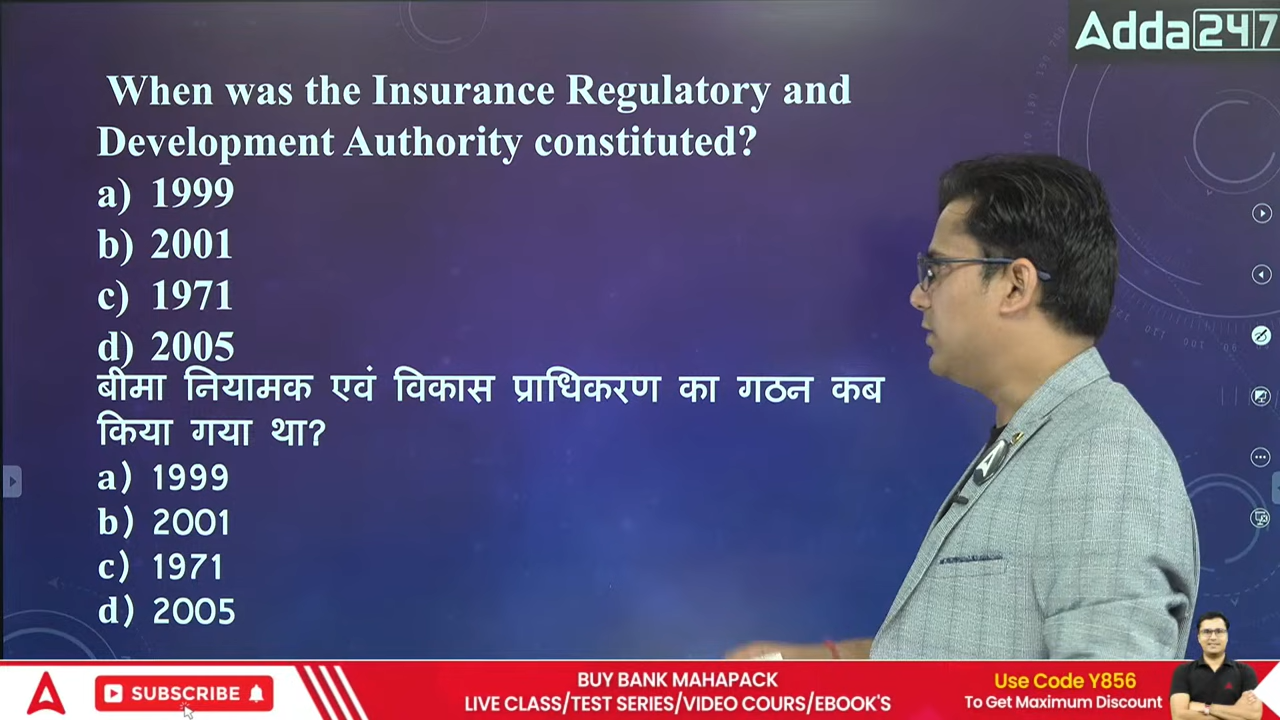 Adda247
When was the Insurance Regulatory and
Development Authority constituted?
a) 1999
b) 2001
c) 1971
d) 2005
बीमा नियामक एवं विकास प्राधिकरण का गठन कब
किया गया था?
a) 1999
b) 2001
c) 1971
d) 2005
SUBSCRIBE
BUY BANK MAHAPACK
LIVE CLASS/TEST SERIES/VIDEO COURS/EBOOK'S
Use Code Y856
To Get Maximum Discount